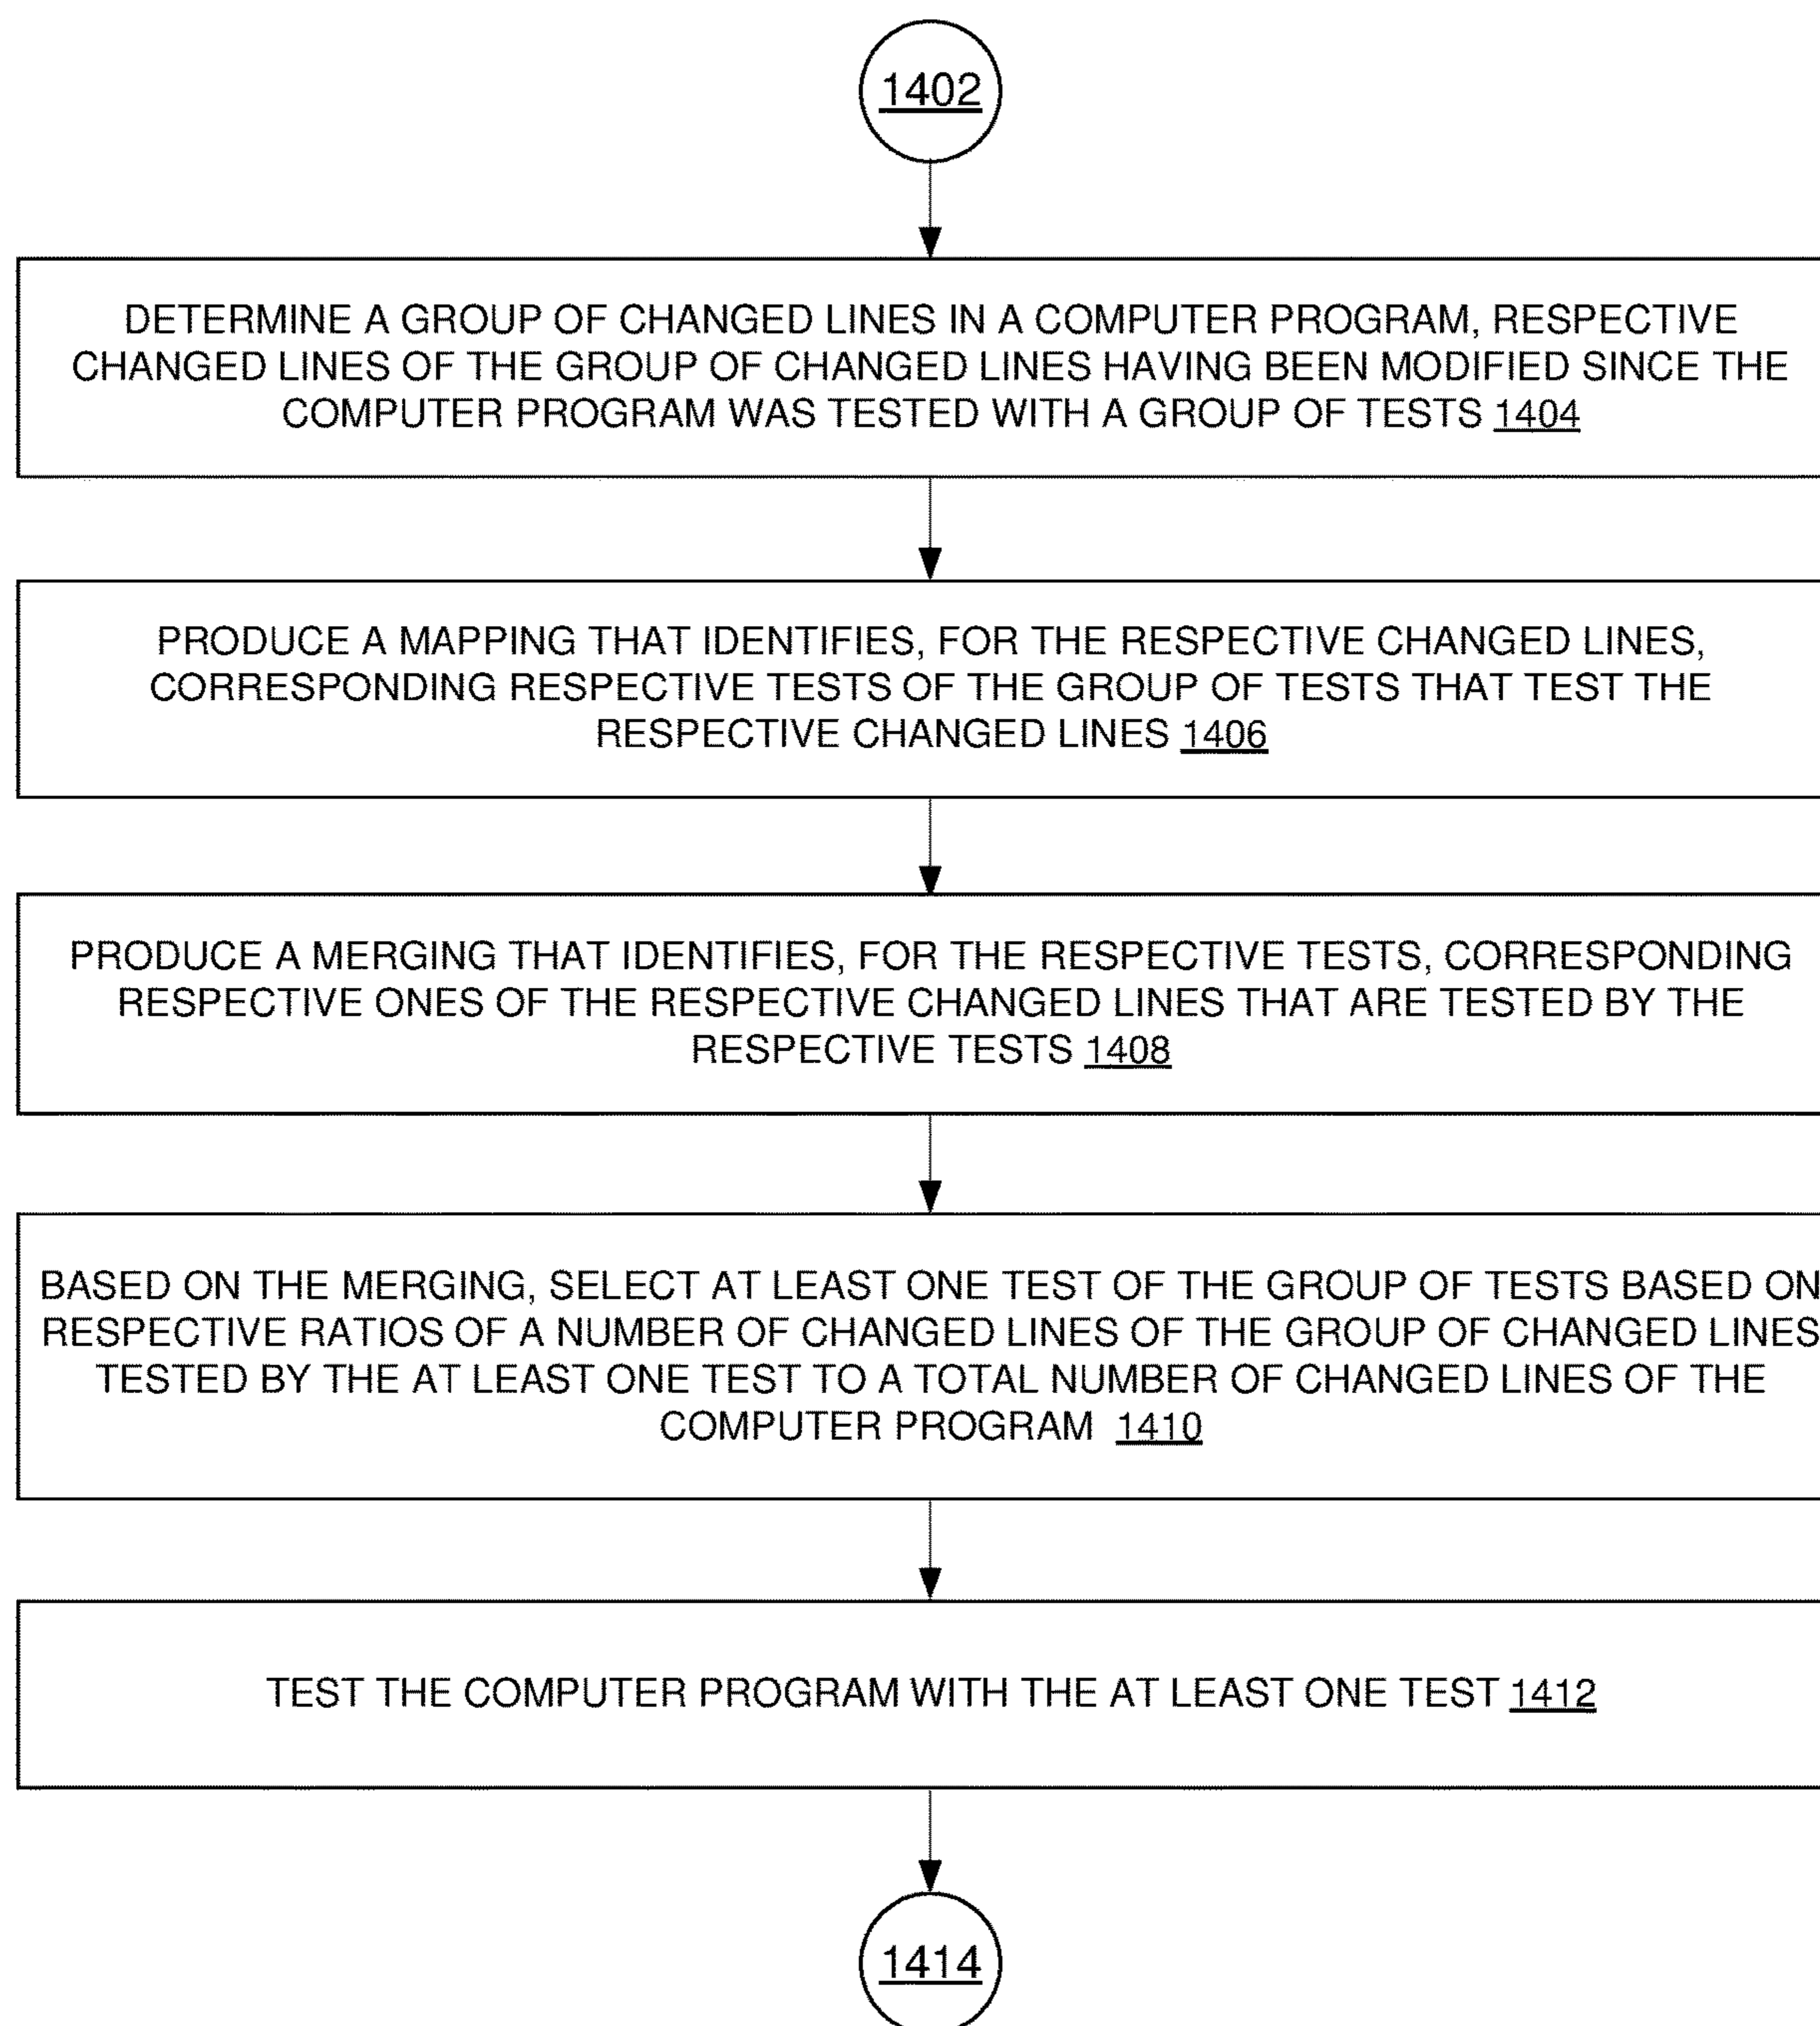 1402
DETERMINE A GROUP OF CHANGED LINES IN A COMPUTER PROGRAM, RESPECTIVE
CHANGED LINES OF THE GROUP OF CHANGED LINES HAVING BEEN MODIFIED SINCE THE
COMPUTER PROGRAM WAS TESTED WITH A GROUP OF TESTS 1404
PRODUCE A MAPPING THAT IDENTIFIES, FOR THE RESPECTIVE CHANGED LINES,
CORRESPONDING RESPECTIVE TESTS OF THE GROUP OF TESTS THAT TEST THE
RESPECTIVE CHANGED LINES 1406
PRODUCE A MERGING THAT IDENTIFIES, FOR THE RESPECTIVE TESTS, CORRESPONDING
RESPECTIVE ONES OF THE RESPECTIVE CHANGED LINES THAT ARE TESTED BY THE
RESPECTIVE TESTS 1408
BASED ON THE MERGING, SELECT AT LEAST ONE TEST OF THE GROUP OF TESTS BASED ON
RESPECTIVE RATIOS OF A NUMBER OF CHANGED LINES OF THE GROUP OF CHANGED LINES
TESTED BY THE AT LEAST ONE TEST TO A TOTAL NUMBER OF CHANGED LINES OF THE
COMPUTER PROGRAM 1410
TEST THE COMPUTER PROGRAM WITH THE AT LEAST ONE TEST 1412
1414